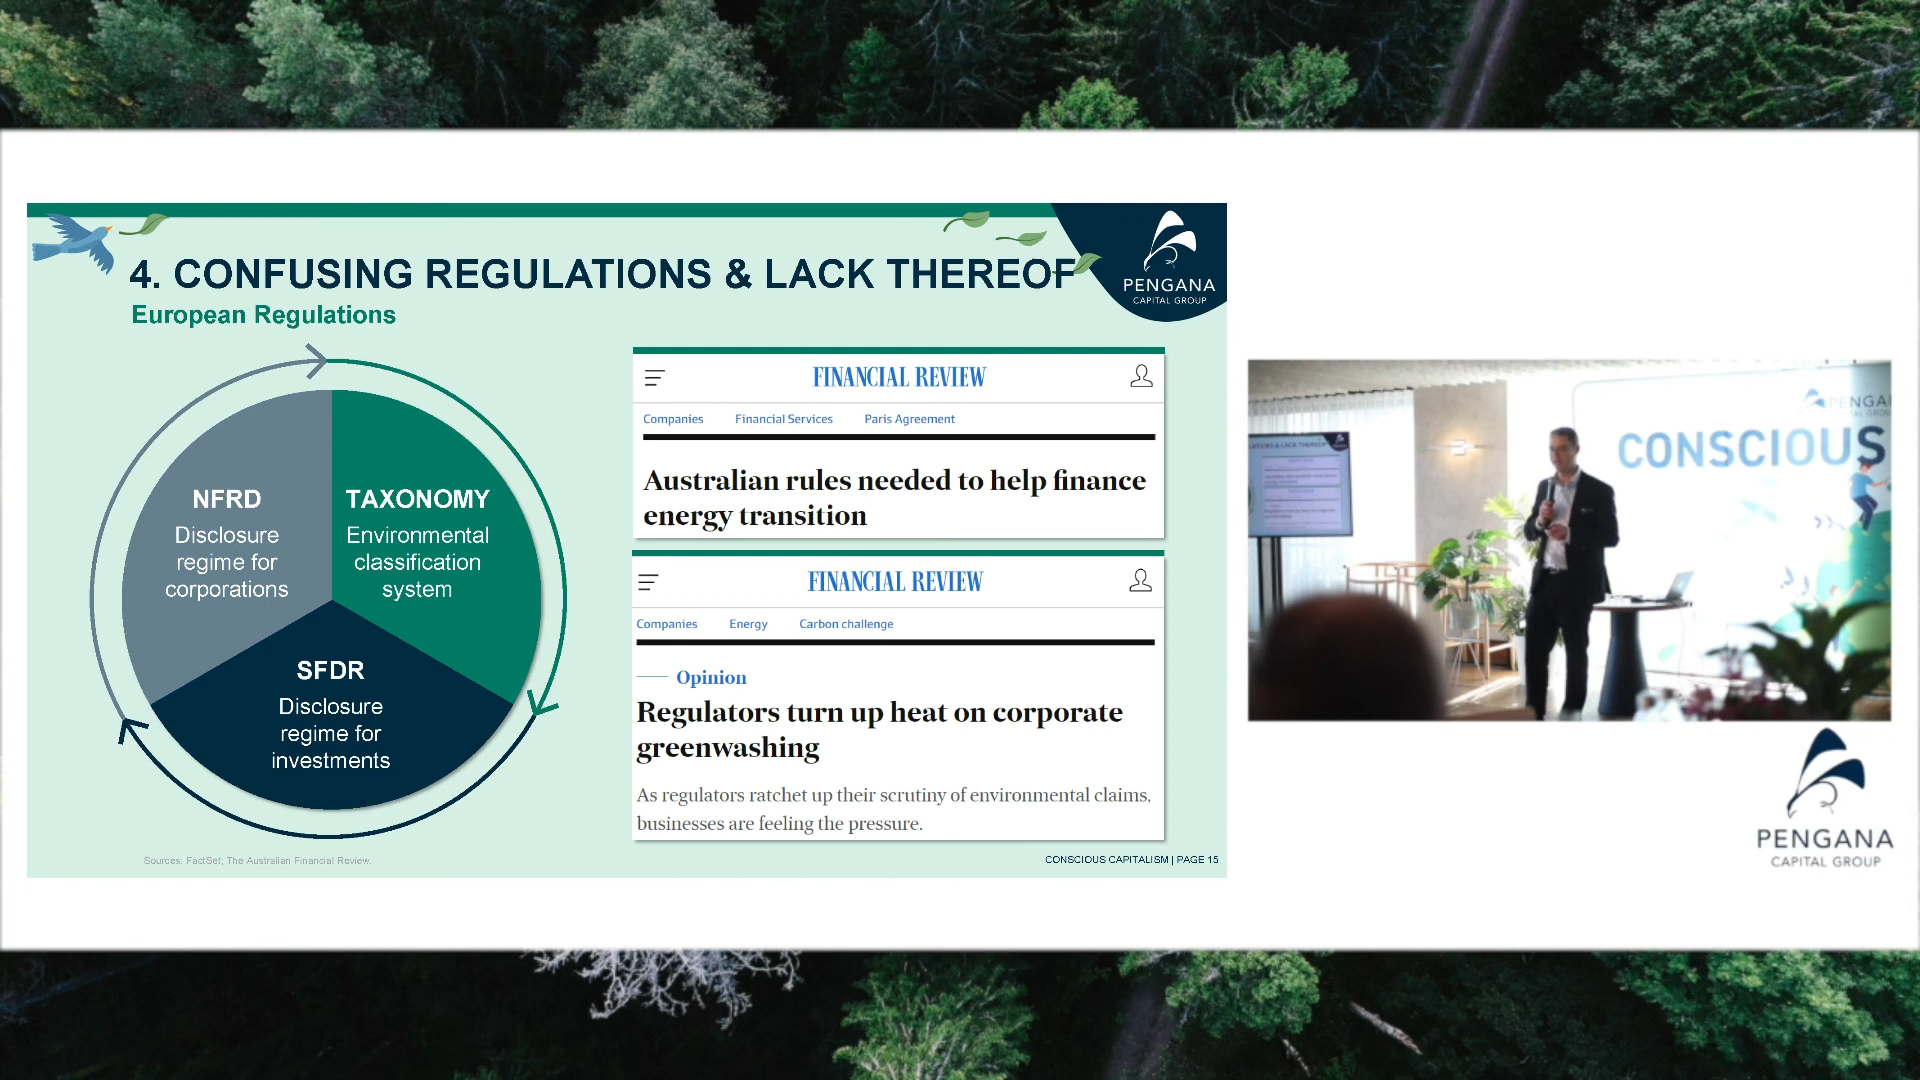 4. CONFUSING REGULATIONS & LACK THEREOF
European Regulations
PENGANA
CAPITAL GROUP
NFRD
Disclosure
regime for
corporations
TAXONOMY
Environmental
classification
system
SFDR
Disclosure
regime for
investments
FINANCIAL REVIEW
Companies Financial Services Paris Agreement
Australian rules needed to help finance
energy transition
FINANCIAL REVIEW
Companies Energy Carbon challenge
Opinion
Regulators turn up heat on corporate
greenwashing
As regulators ratchet up their scrutiny of environmental claims,
businesses are feeling the pressure.
Sources: FactSet; The Australian Financial Review.
CONSCIOUS CAPITALISM | PAGE 15
CONSCIOUS
PENGANA
CAPITAL GROUP